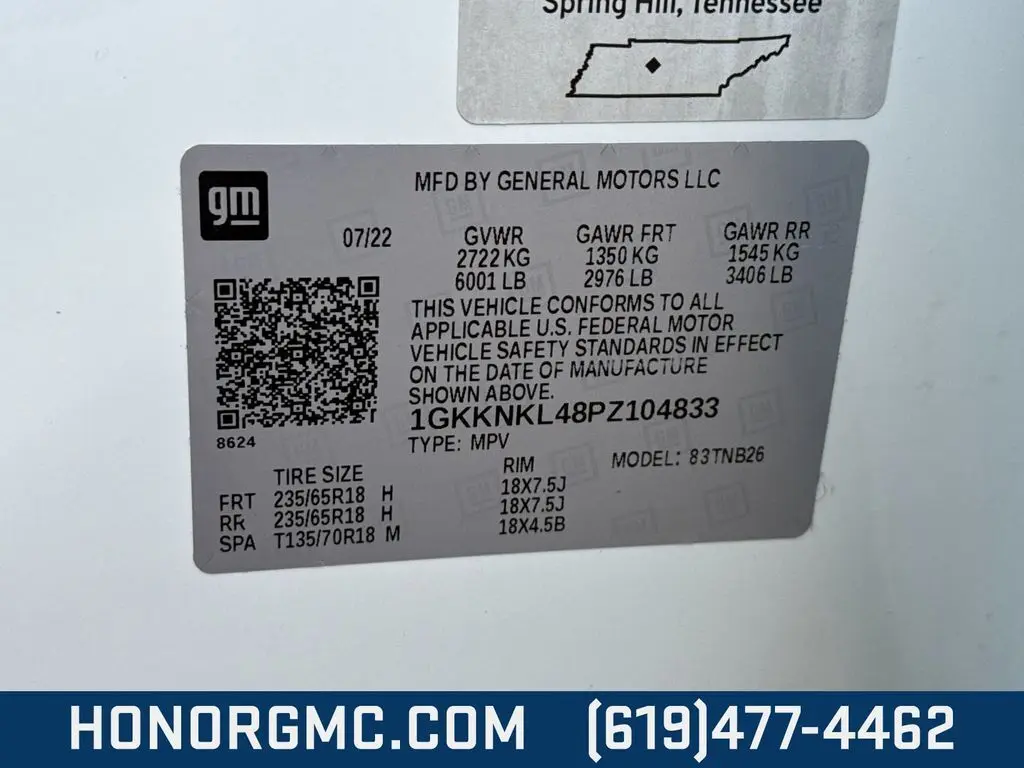 Spring Hill, Tennessee
gm
MFD BY GENERAL MOTORS LLC
07/22
GVWR GAWR FRT GAWR RR
2722 KG 1350 KG 1545 KG
6001 LB 2976 LB 3406 LB
THIS VEHICLE CONFORMS TO ALL
APPLICABLE U.S. FEDERAL MOTOR
VEHICLE SAFETY STANDARDS IN EFFECT
ON THE DATE OF MANUFACTURE
SHOWN ABOVE.
1GKKNKL48PZ104833
8624
TYPE: MPV
MODEL: 83TNB26
TIRE SIZE RIM
FRT 235/65R18 H 18X7.5J
RR 235/65R18 H 18X7.5J
SPA T135/70R18 M 18X4.5B
HONORGMC.COM (619)477-4462